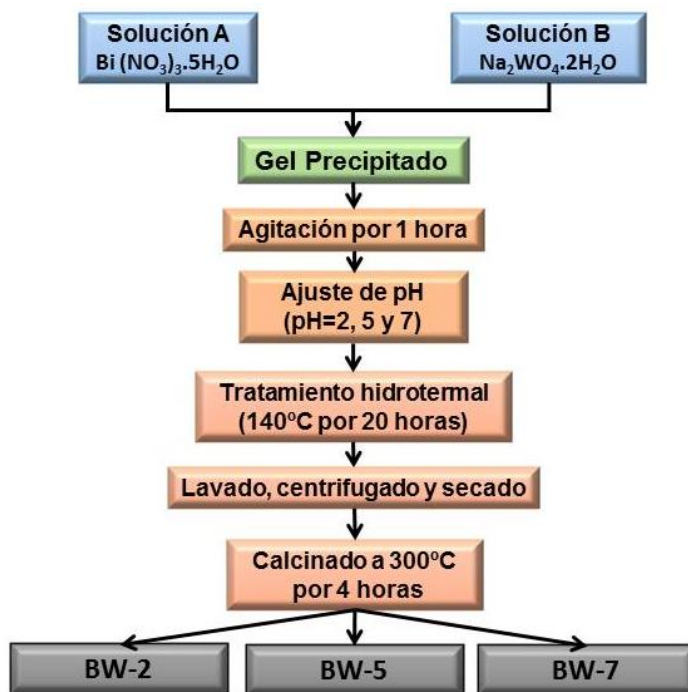 Solución A
Bi (NO₃)₃.5H₂O
Solución B
Na₂WO₄.2H₂O
Gel Precipitado
Agitación por 1 hora
Ajuste de pH
(pH=2, 5 y 7)
Tratamiento hidrotermal
(140ºC por 20 horas)
Lavado, centrifugado y secado
Calcinado a 300ºC
por 4 horas
BW-2
BW-5
BW-7